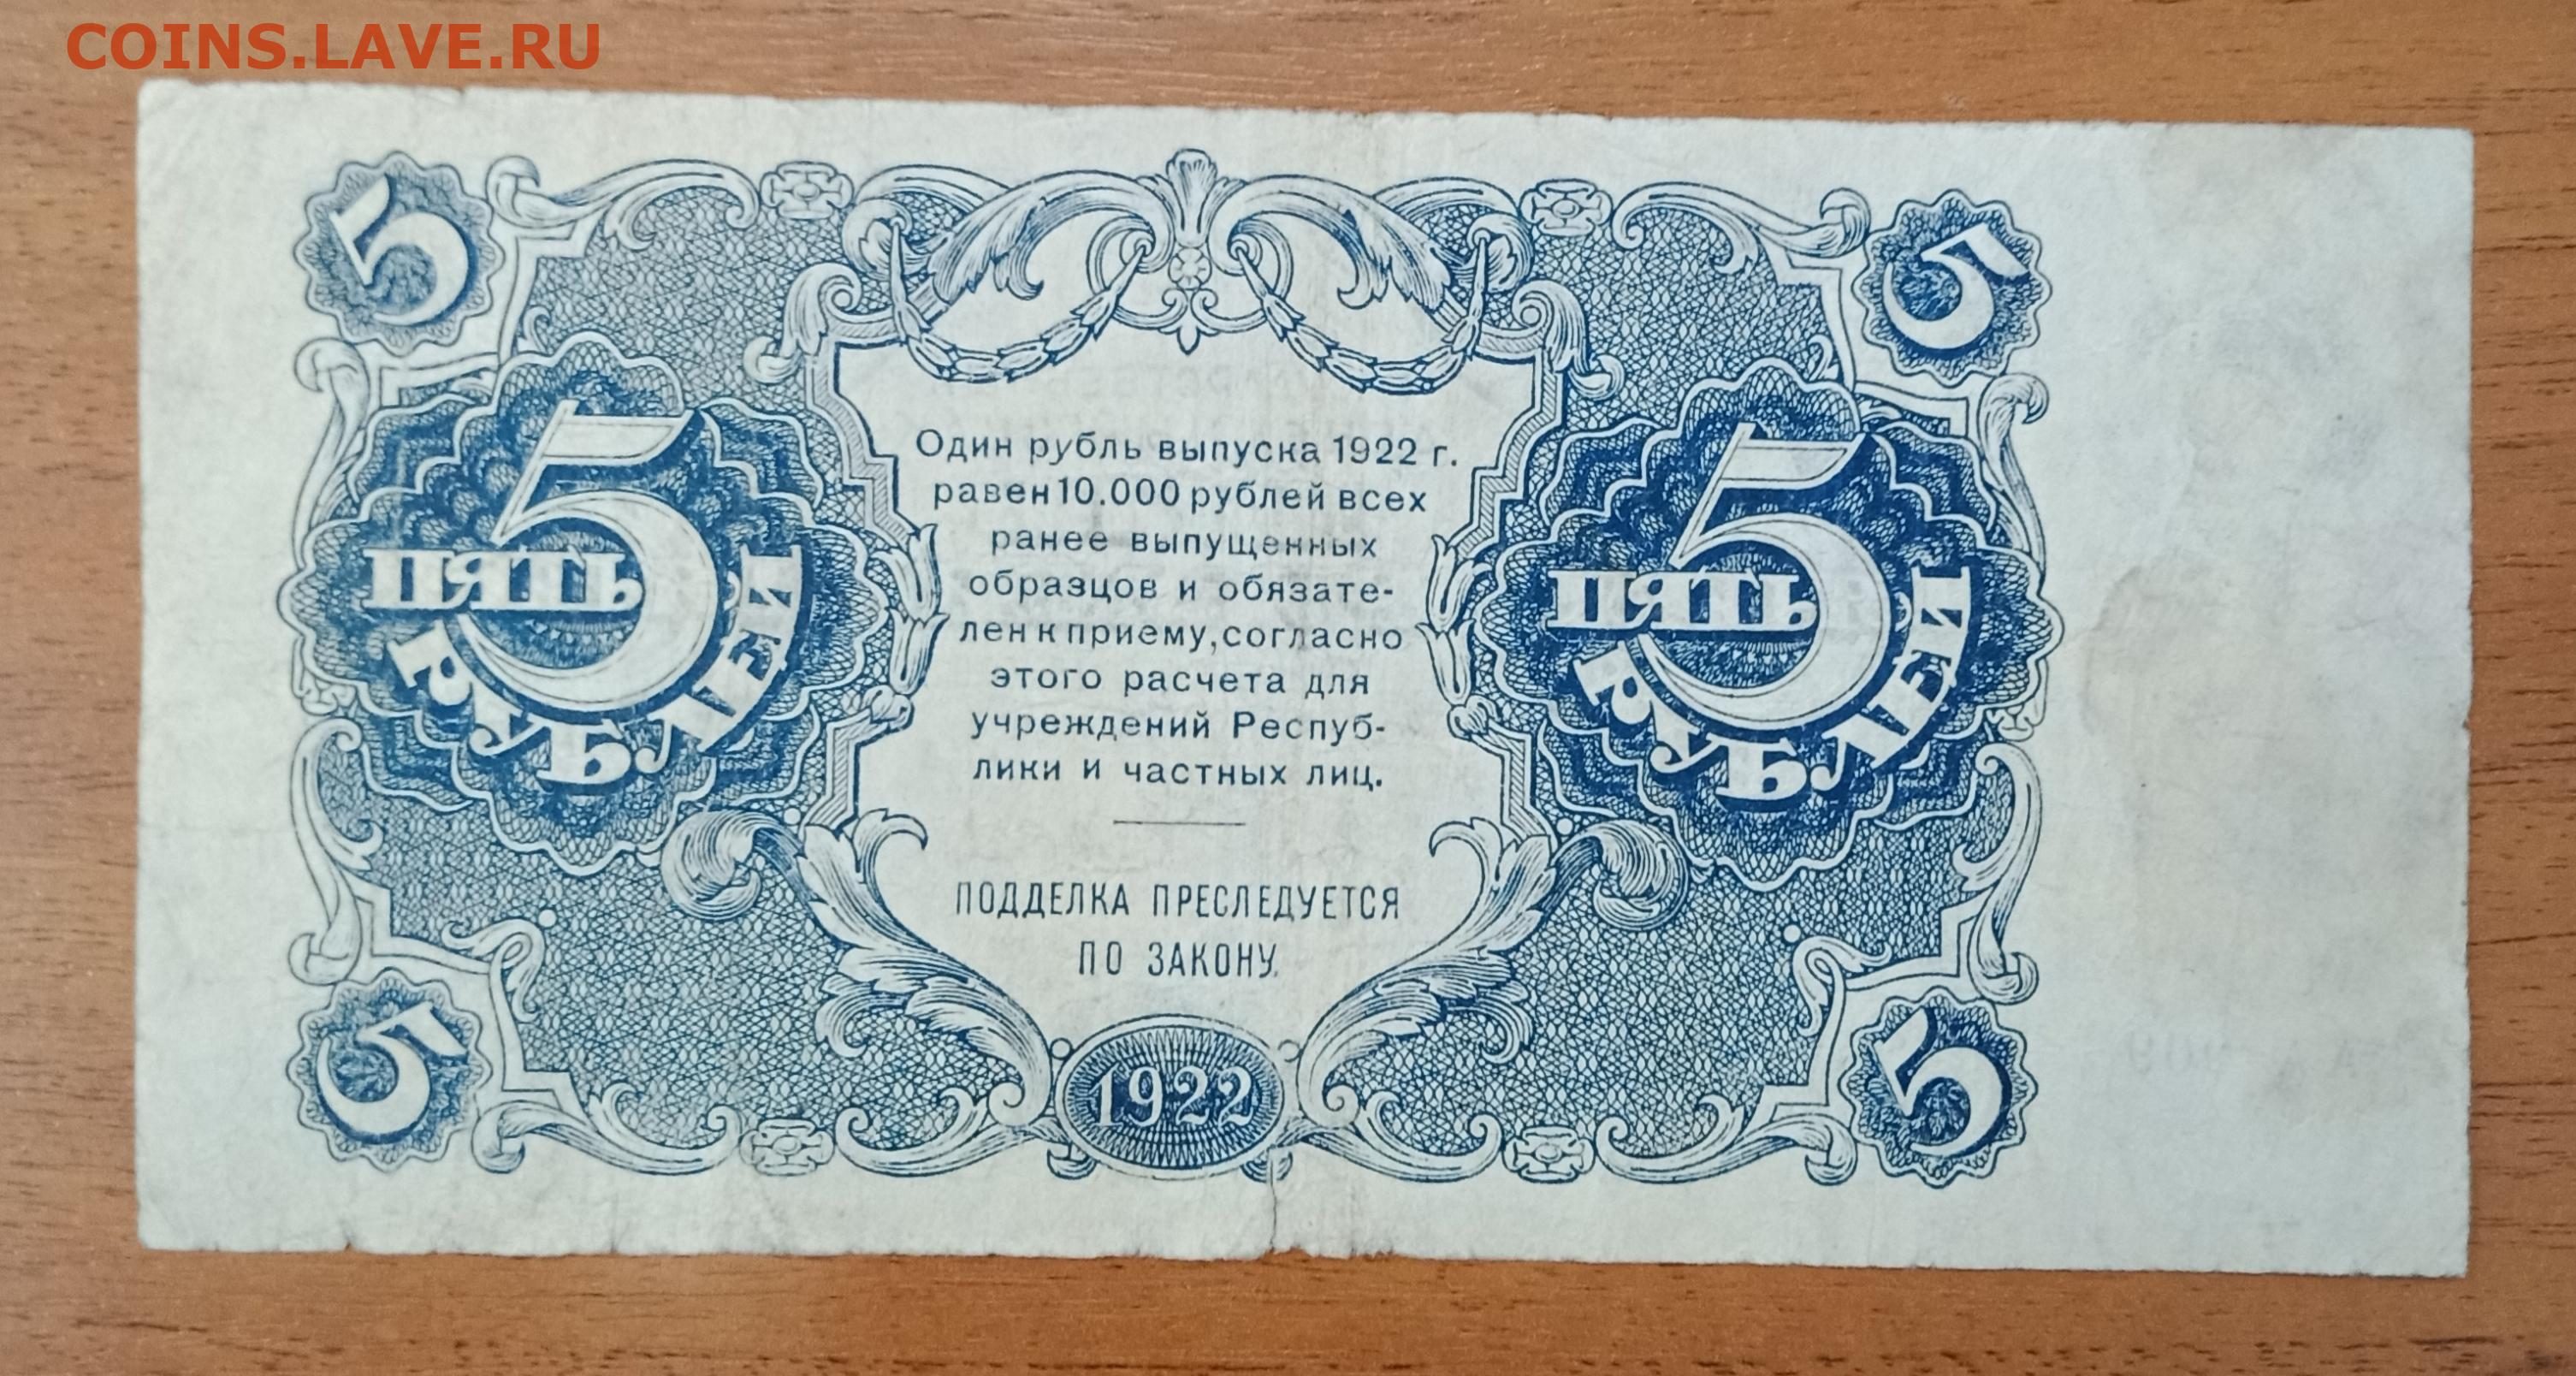 COINS.LAVE.RU
5
5
Один рубль выпуска 1922 г.
равен 10.000 рублей всех
ранее выпущенных
образцов и обязате-
лен к приему, согласно
этого расчета для
учреждений Респуб-
лики и частных лиц.
ПОДДЕЛКА ПРЕСЛЕДУЕТСЯ
ПО ЗАКОНУ.
5
ПЯТЬ
РУБЛЕЙ
5
ПЯТЬ
РУБЛЕЙ
5
1922
5